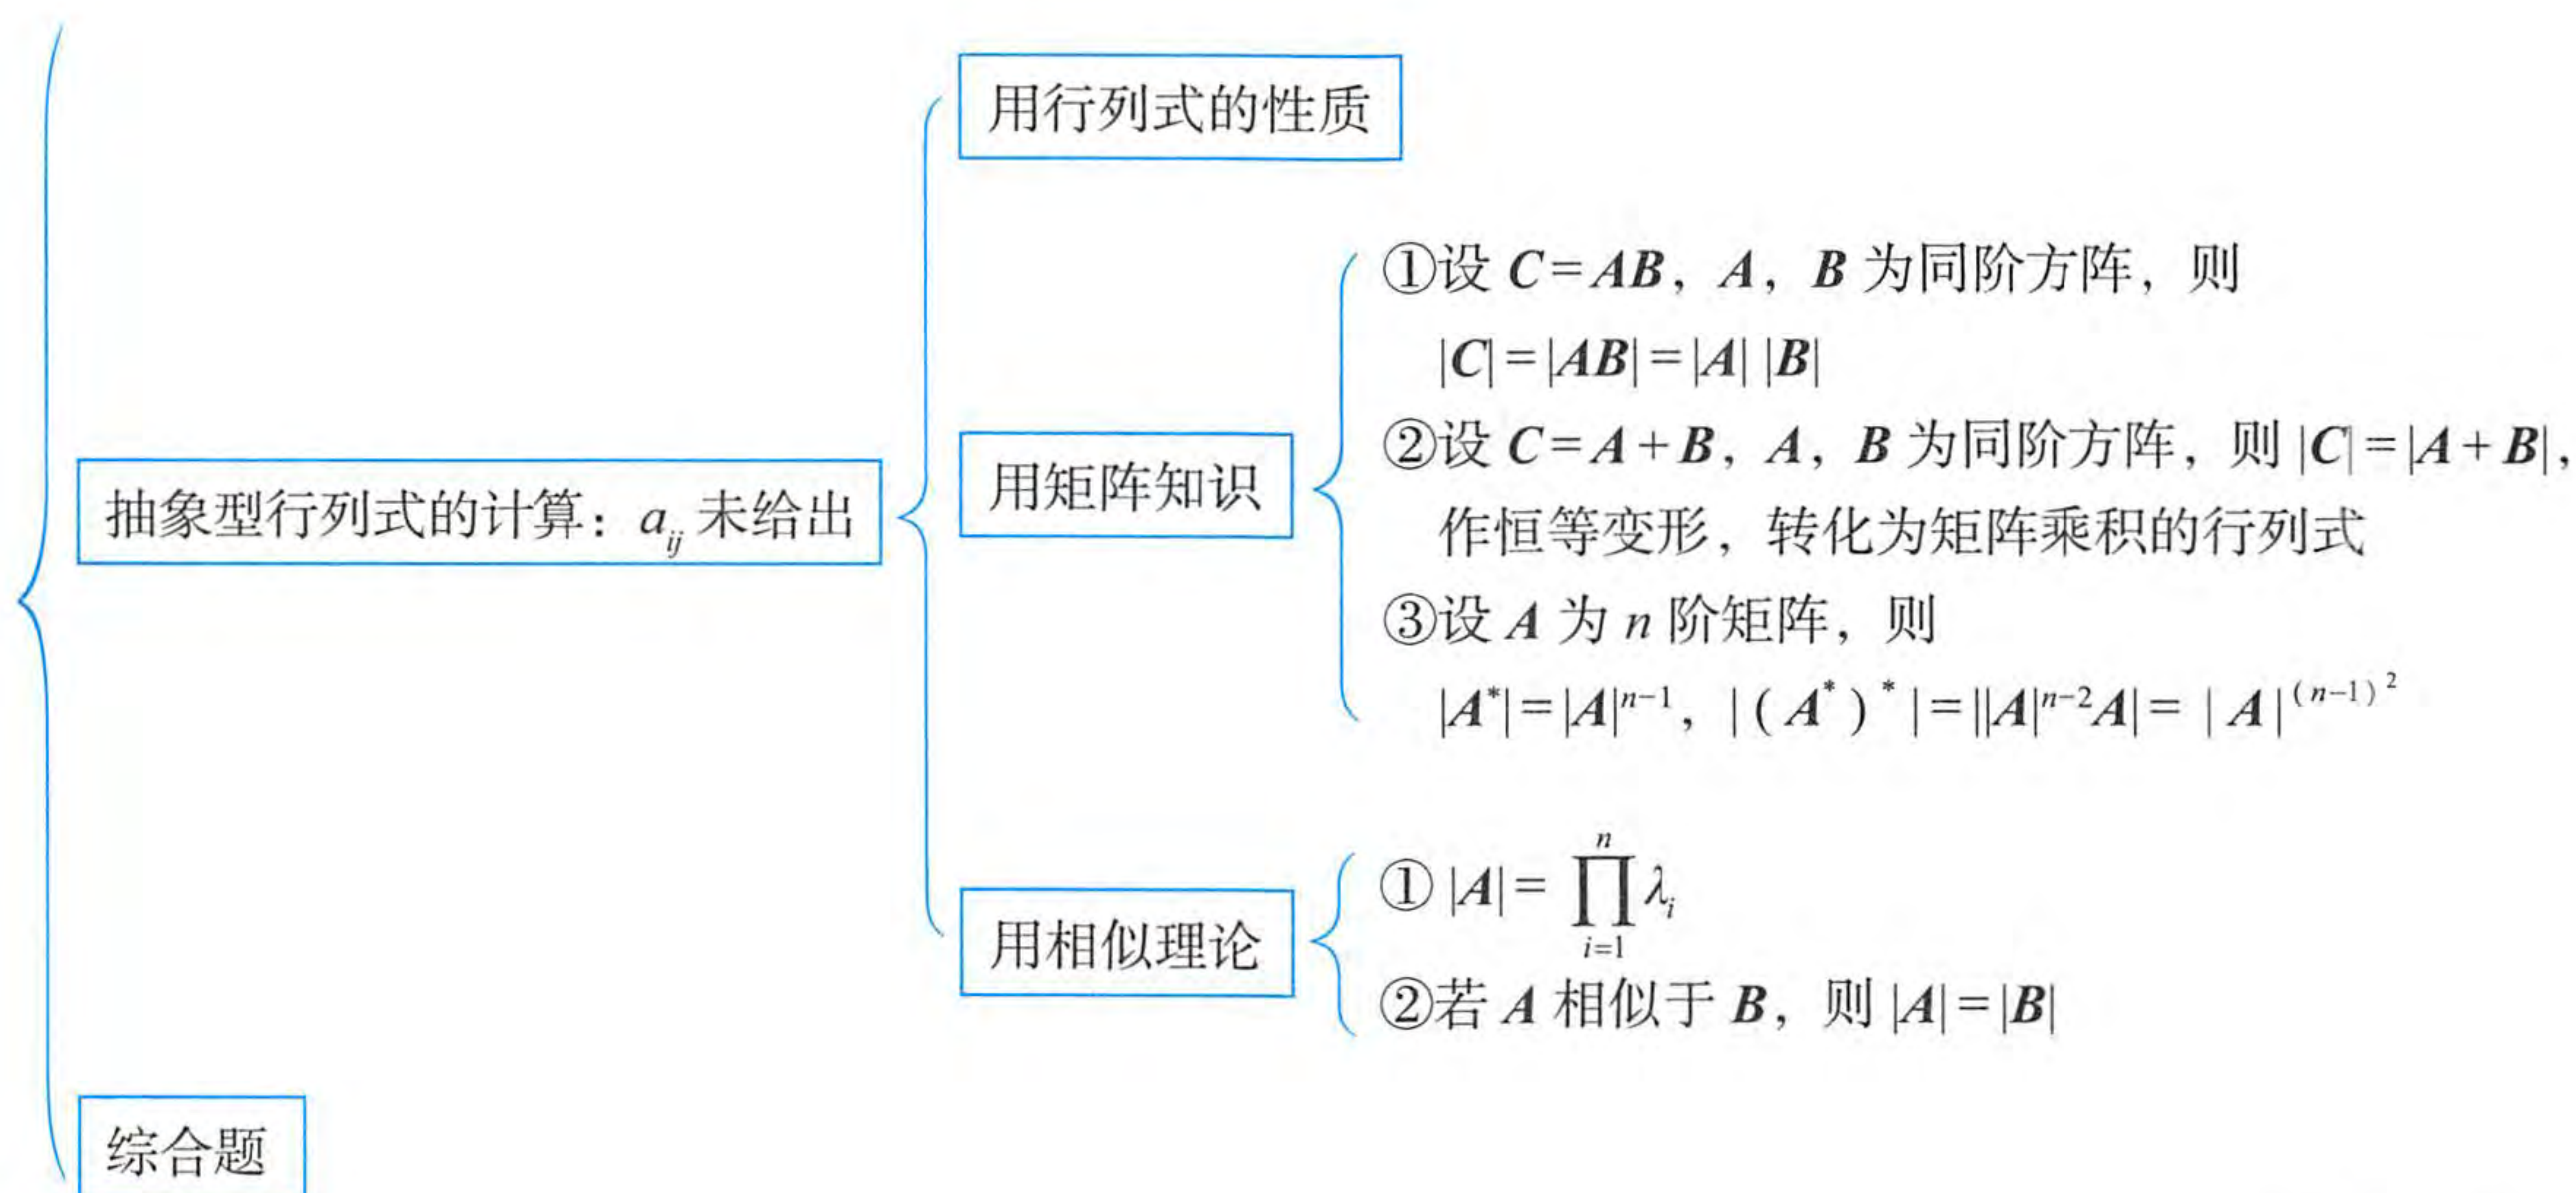 用行列式的性质
抽象型行列式的计算：a_{ij} 未给出
用矩阵知识
①设 C=AB，A，B 为同阶方阵，则
|C|=|AB|=|A| |B|
②设 C=A+B，A，B 为同阶方阵，则 |C|=|A+B|，
作恒等变形，转化为矩阵乘积的行列式
③设 A 为 n 阶矩阵，则
|A^*|=|A|^{n-1}，|(A^*)^*|=||A|^{n-2}A|=|A|^{(n-1)^2}
用相似理论
① |A|=∏_{i=1}^{n} λ_i
②若 A 相似于 B，则 |A|=|B|
综合题